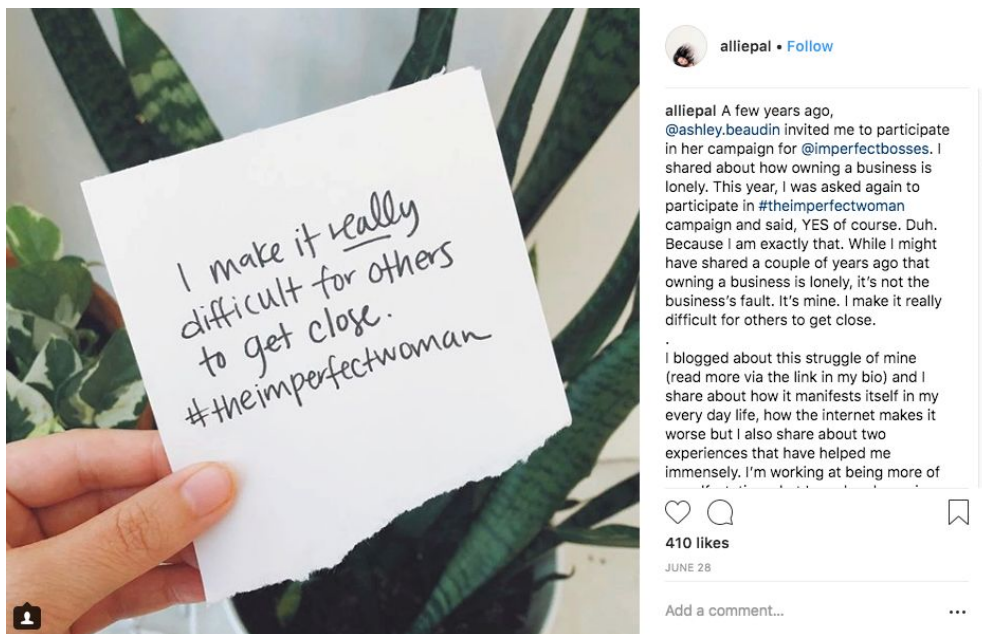 I make it really
difficult for others
to get close.
#theimperfectwoman
alliepal • Follow
alliepal A few years ago,
@ashley.beaudin invited me to participate
in her campaign for @imperfectbosses. I
shared about how owning a business is
lonely. This year, I was asked again to
participate in #theimperfectwoman
campaign and said, YES of course. Duh.
Because I am exactly that. While I might
have shared a couple of years ago that
owning a business is lonely, it's not the
business's fault. It's mine. I make it really
difficult for others to get close.
.
I blogged about this struggle of mine
(read more via the link in my bio) and I
share about how it manifests itself in my
every day life, how the internet makes it
worse but I also share about two
experiences that have helped me
immensely. I'm working at being more of
410 likes
JUNE 28
Add a comment...